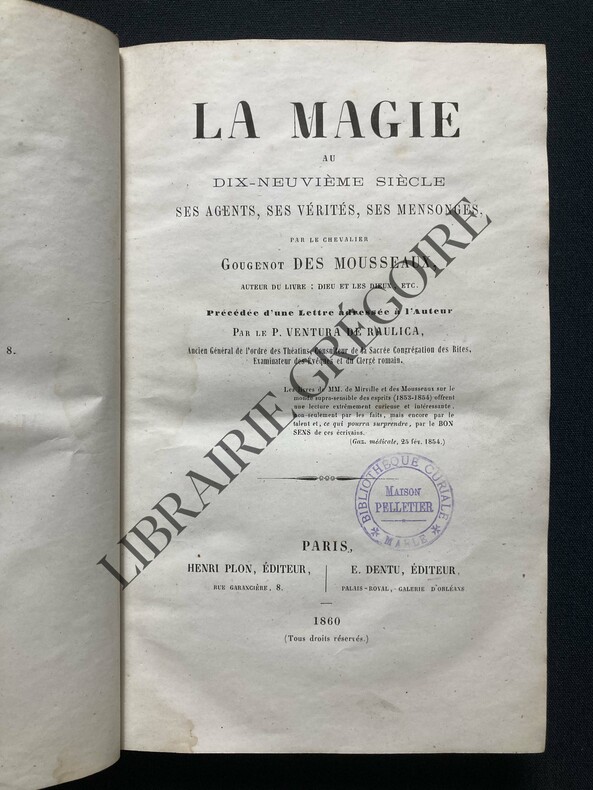 LA MAGIE
AU
DIX-NEUVIÈME SIÈCLE
SES AGENTS, SES VÉRITÉS, SES MENSONGES,
PAR LE CHEVALIER
GOUGENOT DES MOUSSEAUX,
AUTEUR DU LIVRE : DIEU ET LES DIEUX, ETC.
Précédée d'une Lettre adressée à l'Auteur
PAR LE P. VENTURA DE RAULICA,
Ancien Général de l'ordre des Théatins, Consulteur de la Sacrée Congrégation des Rites,
Examinateur des Évêques et du Clergé romain.
Les livres de MM. de Mirville et des Mousseaux sur le
monde supra-sensible des esprits (1853-1854) offrent
une lecture extrêmement curieuse et intéressante,
non-seulement par les faits, mais encore par le
talent et, ce qui pourra surprendre, par le BON
SENS de ces écrivains.
(Gaz. médicale, 25 fév. 1854.)
BIBLIOTHÈQUE CURIALE
MAISON
PELLETIER
MARLE
PARIS,
HENRI PLON, ÉDITEUR,
RUE GARANCIÈRE, 8.
E. DENTU, ÉDITEUR,
PALAIS-ROYAL, GALERIE D'ORLÉANS
1860
(Tous droits réservés.)
8.
LIBRAIRIE GRÉGOIRE